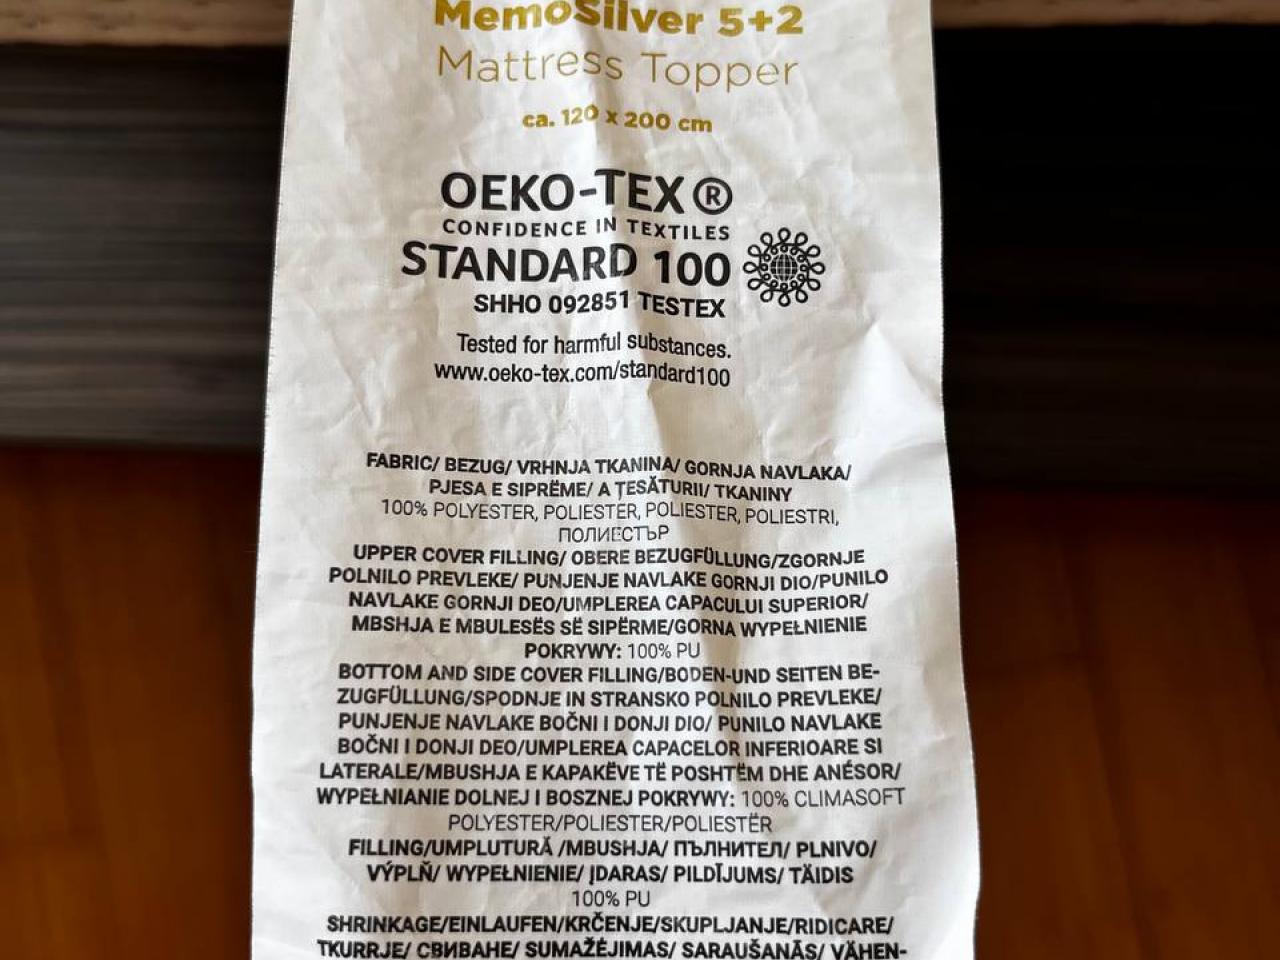 MemoSilver 5+2
Mattress Topper
ca. 120 x 200 cm
OEKO-TEX®
CONFIDENCE IN TEXTILES
STANDARD 100
SHHO 092851 TESTEX
Tested for harmful substances.
www.oeko-tex.com/standard100
FABRIC/ BEZUG/ VRHNJA TKANINA/ GORNJA NAVLAKA/
PJESA E SIPRËME/ A ȚESĂTURII/ TKANINY
100% POLYESTER, POLIESTER, POLIESTER, POLIESTRI,
ПОЛИЕСТЪР
UPPER COVER FILLING/ OBERE BEZUGFÜLLUNG/ZGORNJE
POLNILO PREVLEKE/ PUNJENJE NAVLAKE GORNJI DIO/PUNILO
NAVLAKE GORNJI DEO/UMPLEREA CAPACULUI SUPERIOR/
MBSHJA E MBULESËS SË SIPËRME/GORNA WYPEŁNIENIE
POKRYWY: 100% PU
BOTTOM AND SIDE COVER FILLING/BODEN-UND SEITEN BE-
ZUGFÜLLUNG/SPODNJE IN STRANSKO POLNILO PREVLEKE/
PUNJENJE NAVLAKE BOČNI I DONJI DIO/ PUNILO NAVLAKE
BOČNI I DONJI DEO/UMPLEREA CAPACELOR INFERIOARE SI
LATERALE/MBUSHJA E KAPAKËVE TË POSHTËM DHE ANÉSOR/
WYPEŁNIANIE DOLNEJ I BOSZNEJ POKRYWY: 100% CLIMASOFT
POLYESTER/POLIESTER/POLIESTËR
FILLING/UMPLUTURĂ /MBUSHJA/ ПЪЛНИТЕЛ/ PLNIVO/
VÝPLŇ/ WYPEŁNIENIE/ ĮDARAS/ PILDĪJUMS/ TÄIDIS
100% PU
SHRINKAGE/EINLAUFEN/KRČENJE/SKUPLJANJE/RIDICARE/
TKURRJE/ СВИВАНЕ/ SUMAŽĖJIMAS/ SARAUŠANĀS/ VÄHEN-